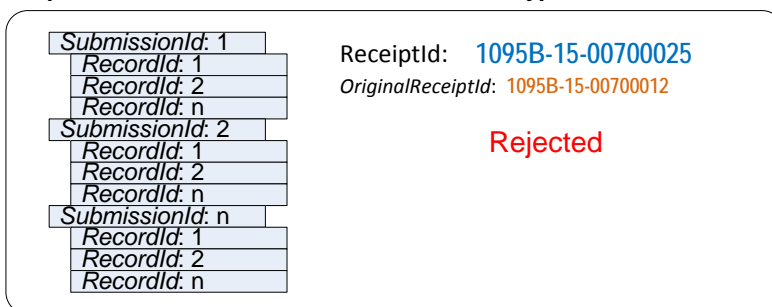 SubmissionId: 1
RecordId: 1
RecordId: 2
RecordId: n
SubmissionId: 2
RecordId: 1
RecordId: 2
RecordId: n
SubmissionId: n
RecordId: 1
RecordId: 2
RecordId: n
ReceiptId: 1095B-15-00700025
OriginalReceiptId: 1095B-15-00700012
Rejected